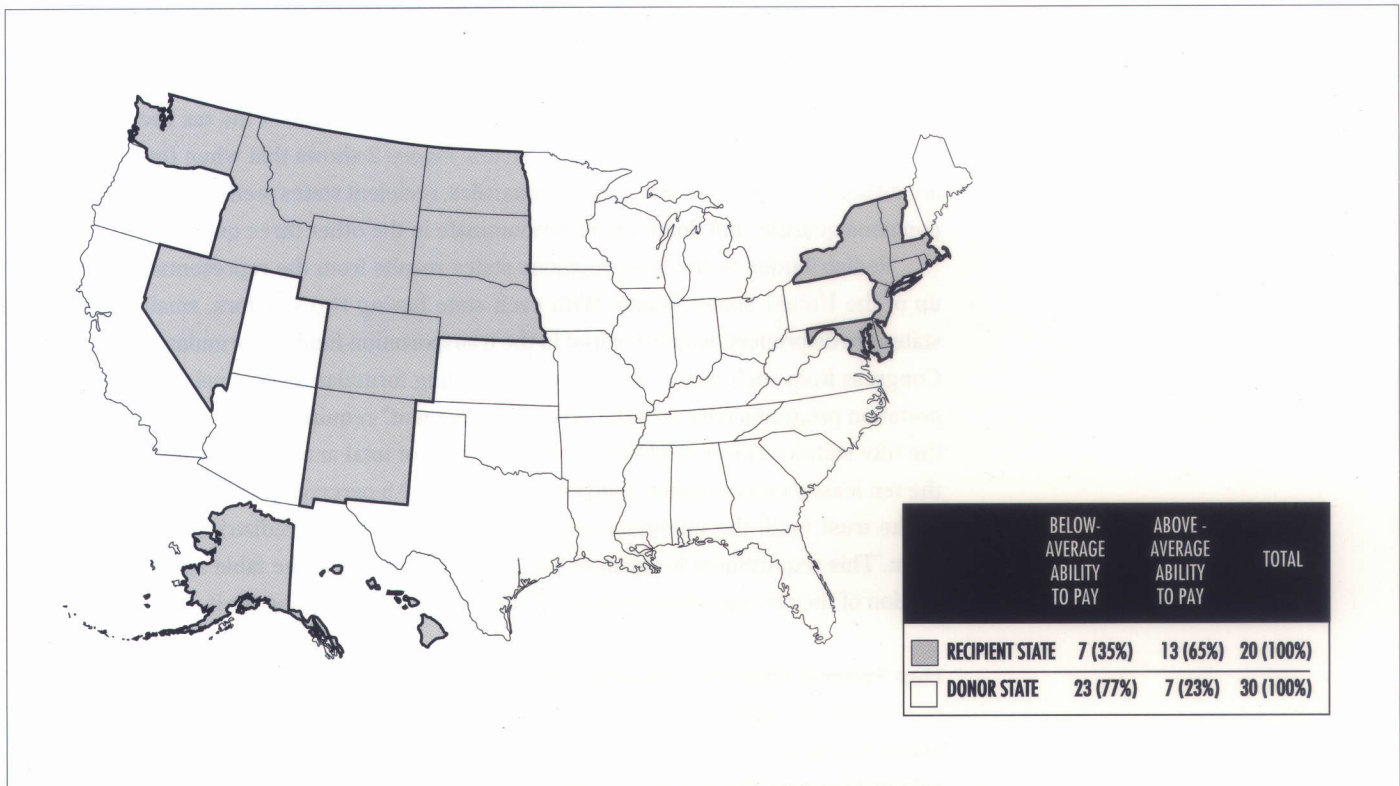 BELOW-
AVERAGE
ABILITY
TO PAY
ABOVE -
AVERAGE
ABILITY
TO PAY
TOTAL
RECIPIENT STATE 7 (35%) 13 (65%) 20 (100%)
DONOR STATE 23 (77%) 7 (23%) 30 (100%)